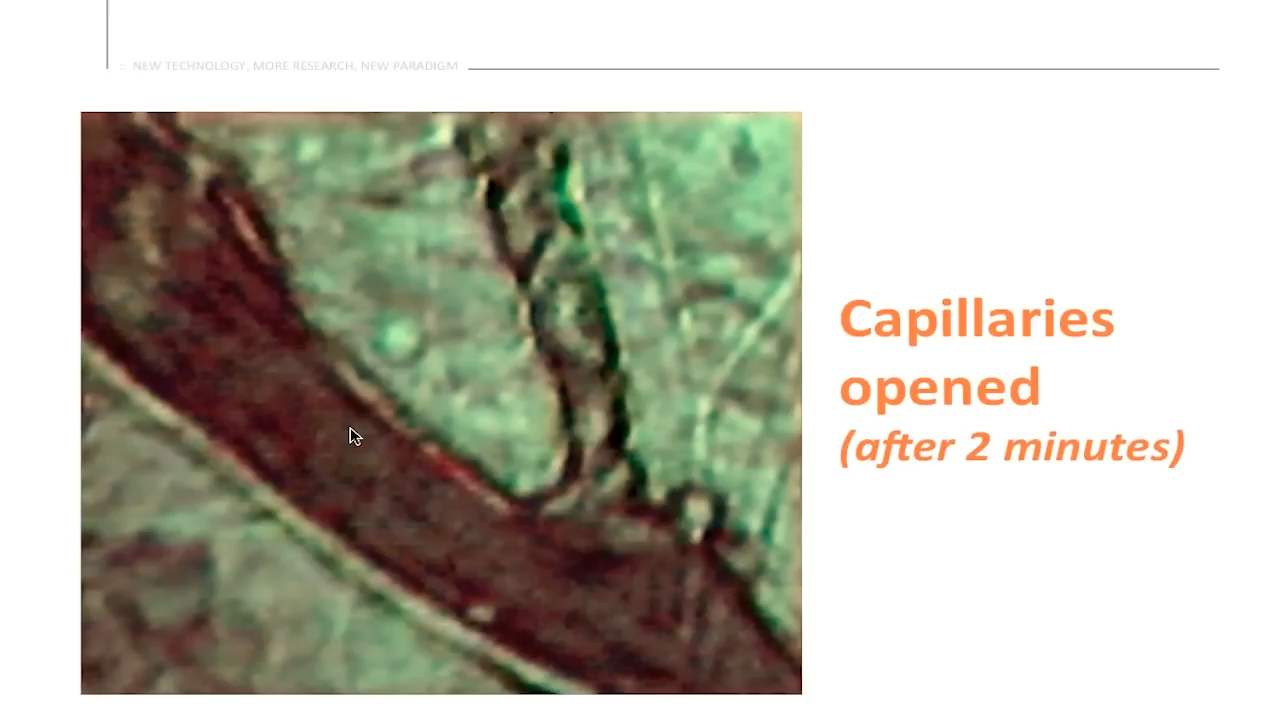 :: NEW TECHNOLOGY, MORE RESEARCH, NEW PARADIGM
Capillaries
opened
(after 2 minutes)